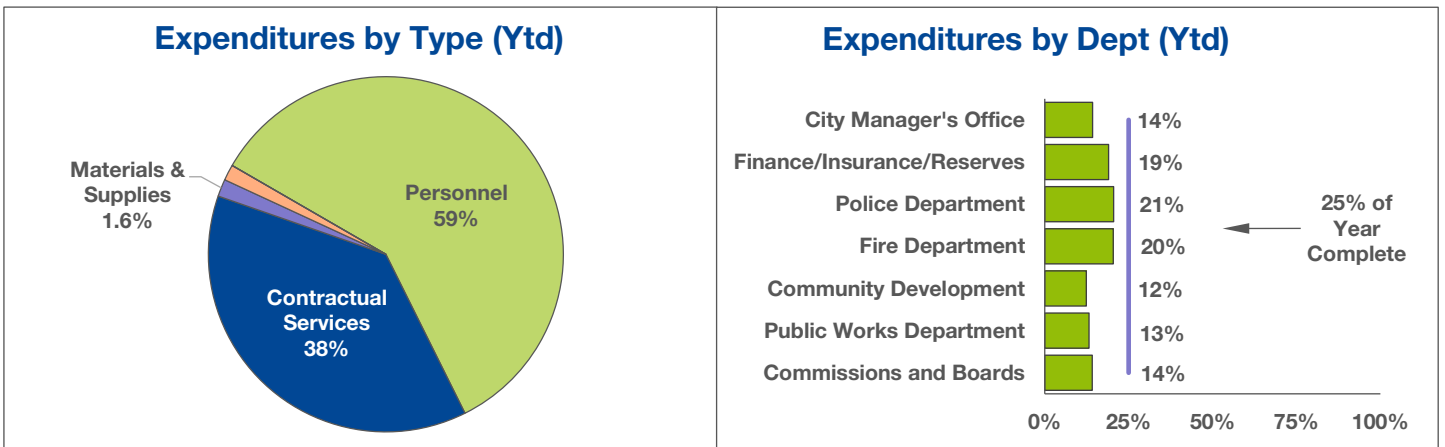 Expenditures by Type (Ytd)
Materials &
Supplies
1.6%
Personnel
59%
Contractual
Services
38%
Expenditures by Dept (Ytd)
City Manager's Office 14%
Finance/Insurance/Reserves 19%
Police Department 21%
Fire Department 20%
Community Development 12%
Public Works Department 13%
Commissions and Boards 14%
25% of
Year
Complete
0% 25% 50% 75% 100%